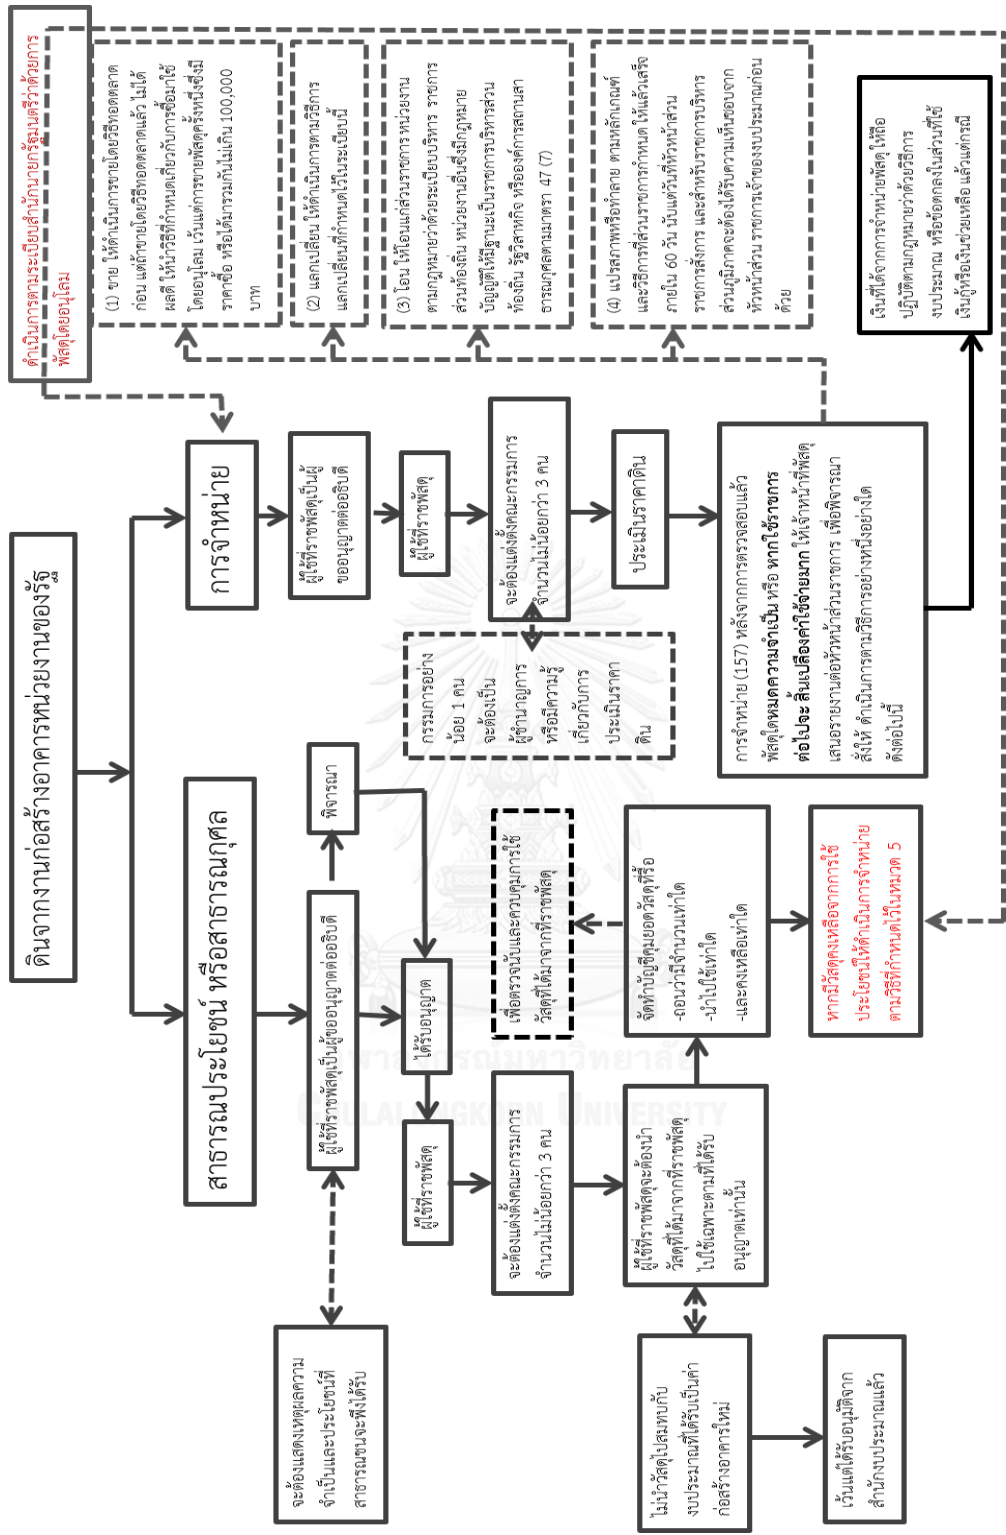 ดินจากงานก่อสร้างอาคารหน่วยงานของรัฐ
สาธารณประโยชน์ หรือสาธารณกุศล
ผู้ใช้ที่ราชพัสดุเป็นผู้ขออนุญาตต่ออธิบดี
จะต้องแสดงเหตุผลความ
จำเป็นและประโยชน์ที่
สาธารณชนจะพึงได้รับ
พิจารณา
ได้รับอนุญาต
ผู้ใช้ที่ราชพัสดุ
จะต้องแต่งตั้งคณะกรรมการ
จำนวนไม่น้อยกว่า 3 คน
ผู้ใช้ที่ราชพัสดุจะต้องนำ
วัสดุที่ได้มาจากที่ราชพัสดุ
ไปใช้เฉพาะตามที่ได้รับ
อนุญาตเท่านั้น
ไม่นำวัสดุไปสมทบกับ
งบประมาณที่ได้รับเป็นค่า
ก่อสร้างอาคารใหม่
เว้นแต่ได้รับอนุมัติจาก
สำนักงบประมาณแล้ว
เพื่อตรวจนับและควบคุมการใช้
วัสดุที่ได้มาจากที่ราชพัสดุ
จัดทำบัญชีคุมยอดวัสดุที่รื้อ
-ถอนว่ามีจำนวนเท่าใด
-นำไปใช้เท่าใด
-และคงเหลือเท่าใด
หากมีวัสดุคงเหลือจากการใช้
ประโยชน์ให้ดำเนินการจำหน่าย
ตามวิธีที่กำหนดไว้ในหมวด 5
การจำหน่าย
ผู้ใช้ที่ราชพัสดุเป็นผู้
ขออนุญาตต่ออธิบดี
ผู้ใช้ที่ราชพัสดุ
จะต้องแต่งตั้งคณะกรรมการ
จำนวนไม่น้อยกว่า 3 คน
กรรมการอย่าง
น้อย 1 คน
จะต้องเป็น
ผู้ชำนาญการ
หรือมีความรู้
เกี่ยวกับการ
ประเมินราคา
ดิน
ประเมินราคาดิน
การจำหน่าย (157) หลังจากการตรวจสอบแล้ว
พัสดุใดหมดความจำเป็น หรือ หากใช้ราชการ
ต่อไปจะ สิ้นเปลืองค่าใช้จ่ายมาก ให้เจ้าหน้าที่พัสดุ
เสนอรายงานต่อหัวหน้าส่วนราชการ เพื่อพิจารณา
สั่งให้ ดำเนินการตามวิธีการอย่างหนึ่งอย่างใด
ดังต่อไปนี้
ดำเนินการตามระเบียบสำนักนายกรัฐมนตรีว่าด้วยการ
พัสดุโดยอนุโลม
(1) ขาย ให้ดำเนินการขายโดยวิธีทอดตลาด
ก่อน แต่ถ้าขายโดยวิธีทอดตลาดแล้ว ไม่ได้
ผลดี ให้นำวิธีที่กำหนดเกี่ยวกับการซื้อมาใช้
โดยอนุโลม เว้นแต่การขายพัสดุครั้งหนึ่งซึ่งมี
ราคาซื้อ หรือได้มารวมกันไม่เกิน 100,000
บาท
(2) แลกเปลี่ยน ให้ดำเนินการตามวิธีการ
แลกเปลี่ยนที่กำหนดไว้ในระเบียบนี้
(3) โอน ให้โอนแก่ส่วนราชการ หน่วยงาน
ตามกฎหมายว่าด้วยระเบียบบริหาร ราชการ
ส่วนท้องถิ่น หน่วยงานอื่นซึ่งมีกฎหมาย
บัญญัติให้มีฐานะเป็นราชการบริหารส่วน
ท้องถิ่น รัฐวิสาหกิจ หรือองค์การสถานสา
ธารณกุศลตามมาตรา 47 (7)
(4) แปรสภาพหรือทำลาย ตามหลักเกณฑ์
และวิธีการที่ส่วนราชการกำหนด ให้แล้วเสร็จ
ภายใน 60 วัน นับแต่วันที่หัวหน้าส่วน
ราชการสั่งการ และสำหรับราชการบริหาร
ส่วนภูมิภาคจะต้องได้รับความเห็นชอบจาก
หัวหน้าส่วน ราชการเจ้าของงบประมาณก่อน
ด้วย
เงินที่ได้จากการจำหน่ายพัสดุ ให้ถือ
ปฏิบัติตามกฎหมายว่าด้วยวิธีการ
งบประมาณ หรือข้อตกลงในส่วนที่ใช้
เงินกู้หรือเงินช่วยเหลือ แล้วแต่กรณี
จุฬาลงกรณ์มหาวิทยาลัย
CHULALONGKORN UNIVERSITY